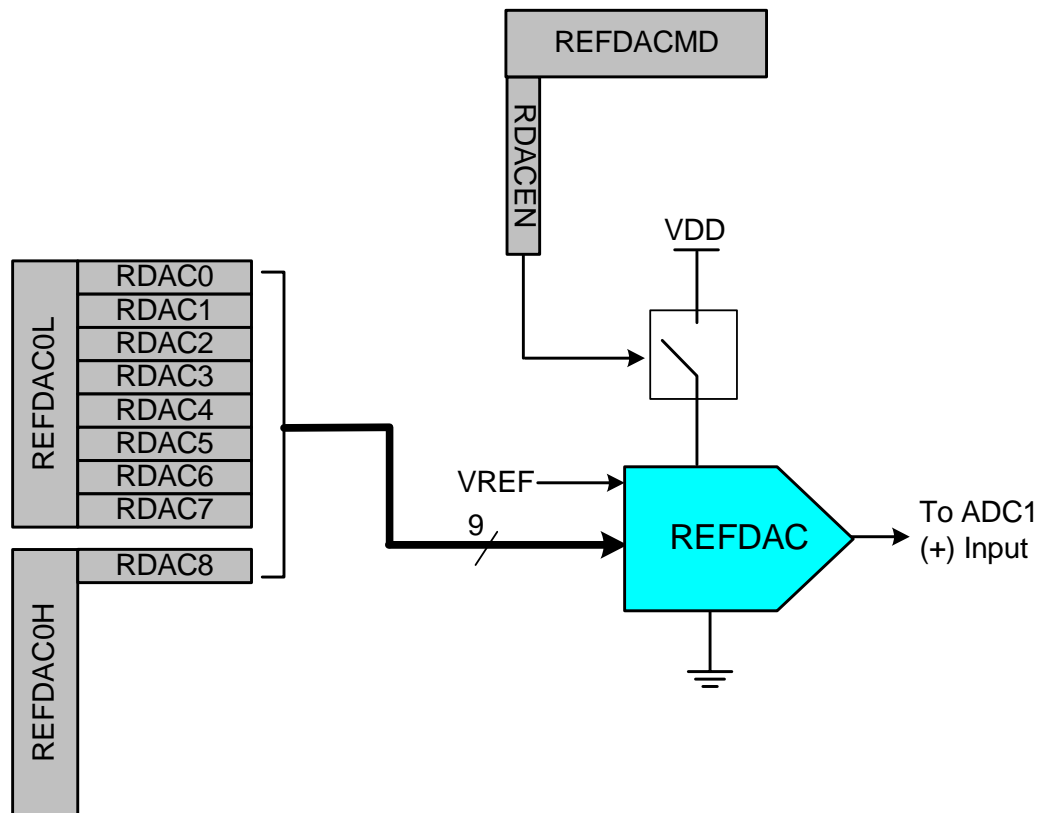 REFDACMD
RDACEN
VDD
REFDAC0L
RDAC0
RDAC1
RDAC2
RDAC3
RDAC4
RDAC5
RDAC6
RDAC7
REFDAC0H
RDAC8
VREF
9
REFDAC
To ADC1
(+) Input